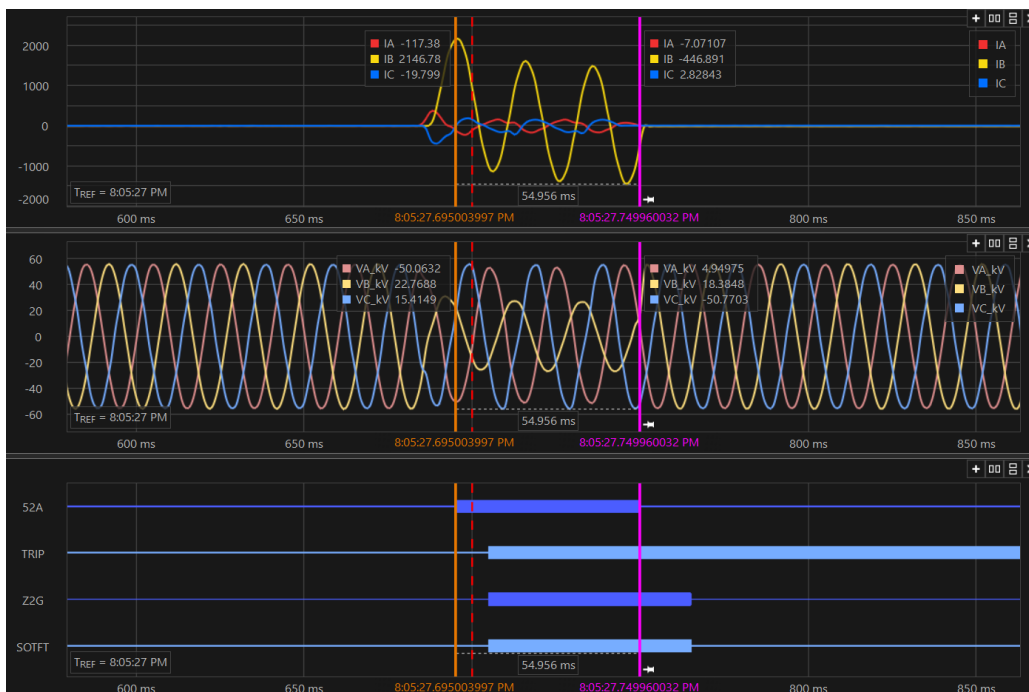 2000
1000
0
-1000
-2000
IA -117.38
IB 2146.78
IC -19.799
IA -7.07107
IB -446.891
IC 2.82843
IA
IB
IC
TREF = 8:05:27 PM
54.956 ms
600 ms
650 ms
8:05:27.695003997 PM
8:05:27.749960032 PM
800 ms
850 ms
60
40
20
0
-20
-40
-60
VA_kV -50.0632
VB_kV 22.7688
VC_kV 15.4149
VA_kV 4.94975
VB_kV 18.3848
VC_kV -50.7703
VA_kV
VB_kV
VC_kV
TREF = 8:05:27 PM
54.956 ms
600 ms
650 ms
8:05:27.695003997 PM
8:05:27.749960032 PM
800 ms
850 ms
52A
TRIP
Z2G
SOTFT
TREF = 8:05:27 PM
54.956 ms
600 ms
650 ms
8:05:27.695003997 PM
8:05:27.749960032 PM
800 ms
850 ms